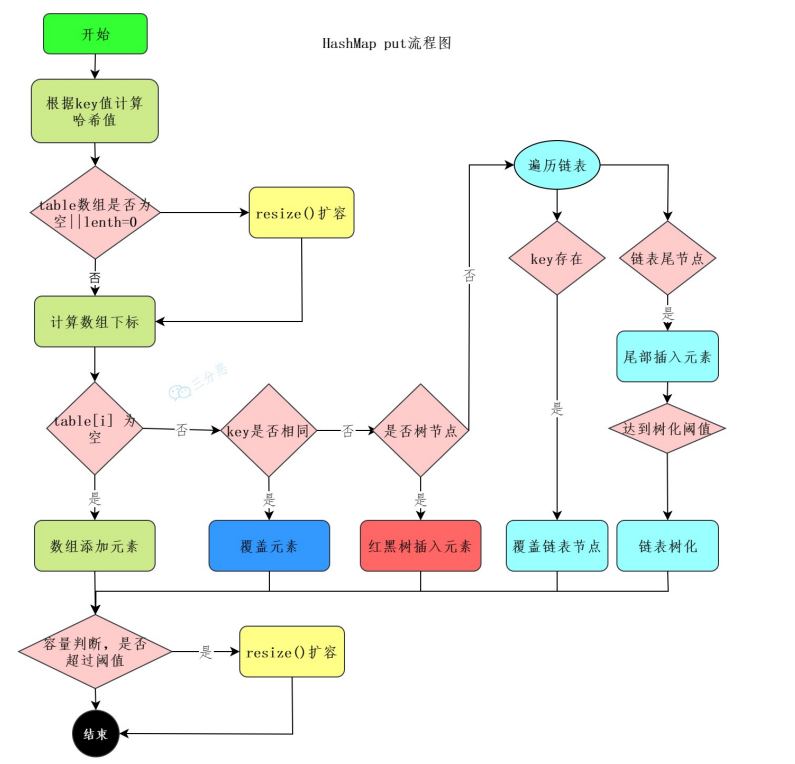 开始
HashMap put流程图
根据key值计算
哈希值
table数组是否为
空||lenth=0
resize()扩容
否
计算数组下标
遍历链表
key存在
链表尾节点
否
是
尾部插入元素
达到树化阈值
三分恶
table[i] 为
空
否
key是否相同
否
是否树节点
是
是
是
是
数组添加元素
覆盖元素
红黑树插入元素
覆盖链表节点
链表树化
容量判断，是否
超过阈值
是
resize()扩容
结束